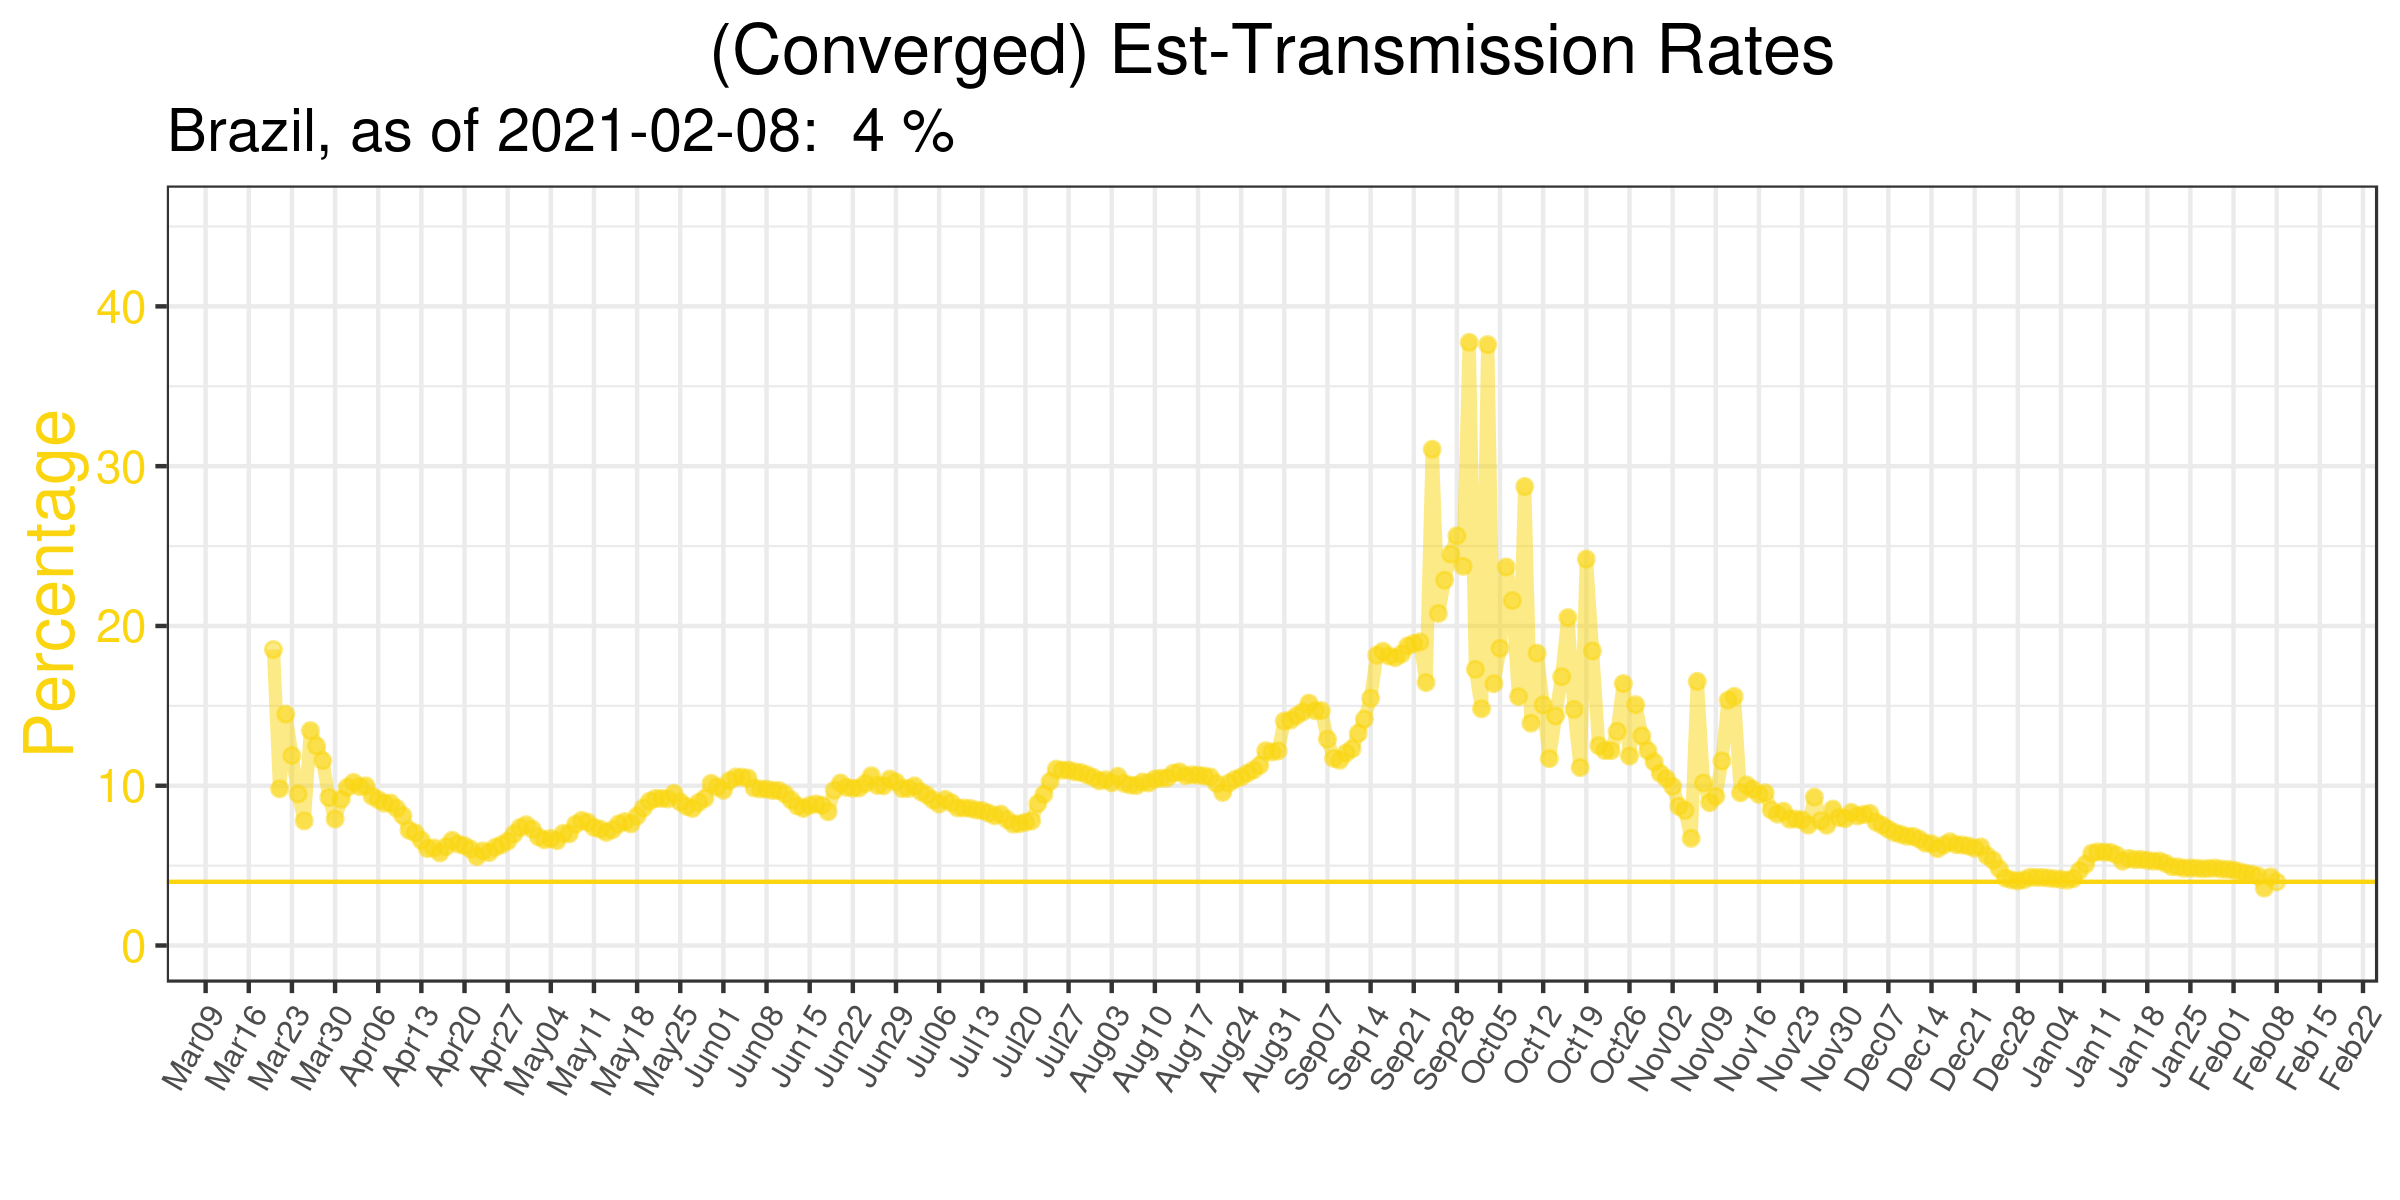 (Converged) Est-Transmission Rates
Brazil, as of 2021-02-08:  4 %
Percentage
40
30
20
10
0
Mar09
Mar16
Mar23
Mar30
Apr06
Apr13
Apr20
Apr27
May04
May11
May18
May25
Jun01
Jun08
Jun15
Jun22
Jun29
Jul06
Jul13
Jul20
Jul27
Aug03
Aug10
Aug17
Aug24
Aug31
Sep07
Sep14
Sep21
Sep28
Oct05
Oct12
Oct19
Oct26
Nov02
Nov09
Nov16
Nov23
Nov30
Dec07
Dec14
Dec21
Dec28
Jan04
Jan11
Jan18
Jan25
Feb01
Feb08
Feb15
Feb22